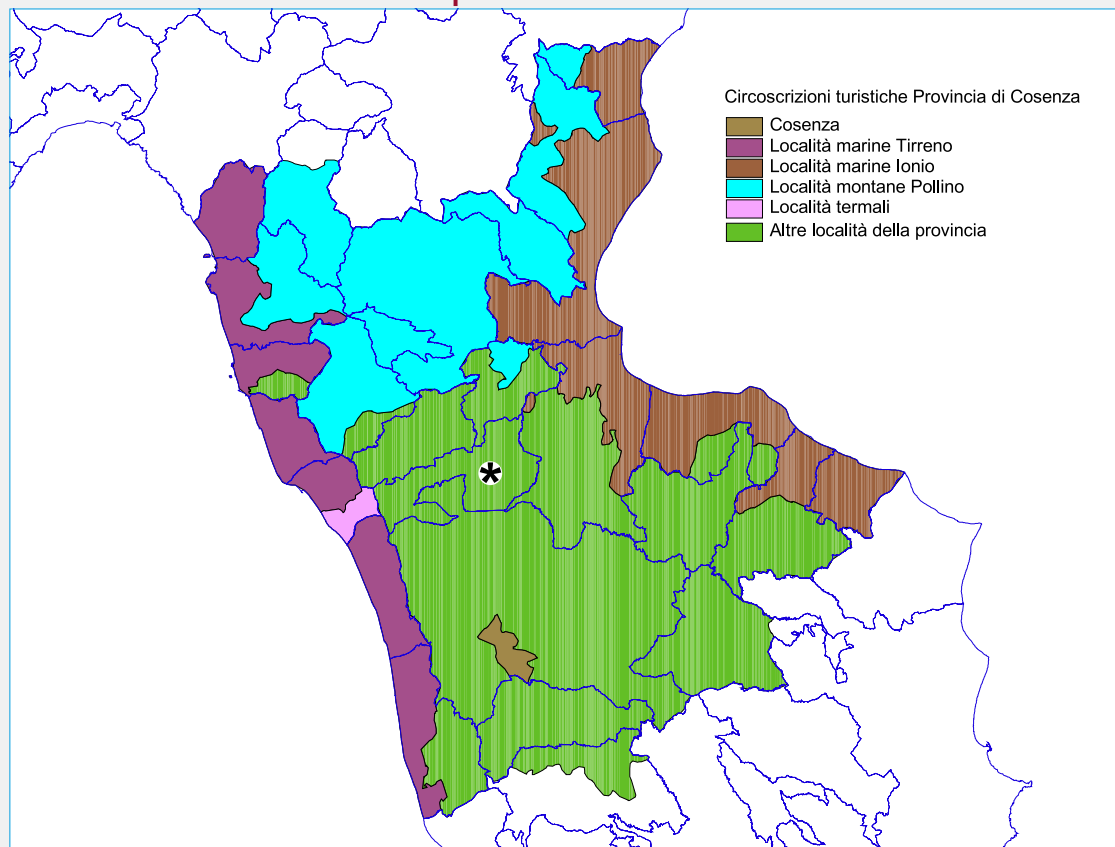 Circoscrizioni turistiche Provincia di Cosenza
Cosenza
Località marine Tirreno
Località marine Ionio
Località montane Pollino
Località termali
Altre località della provincia
*